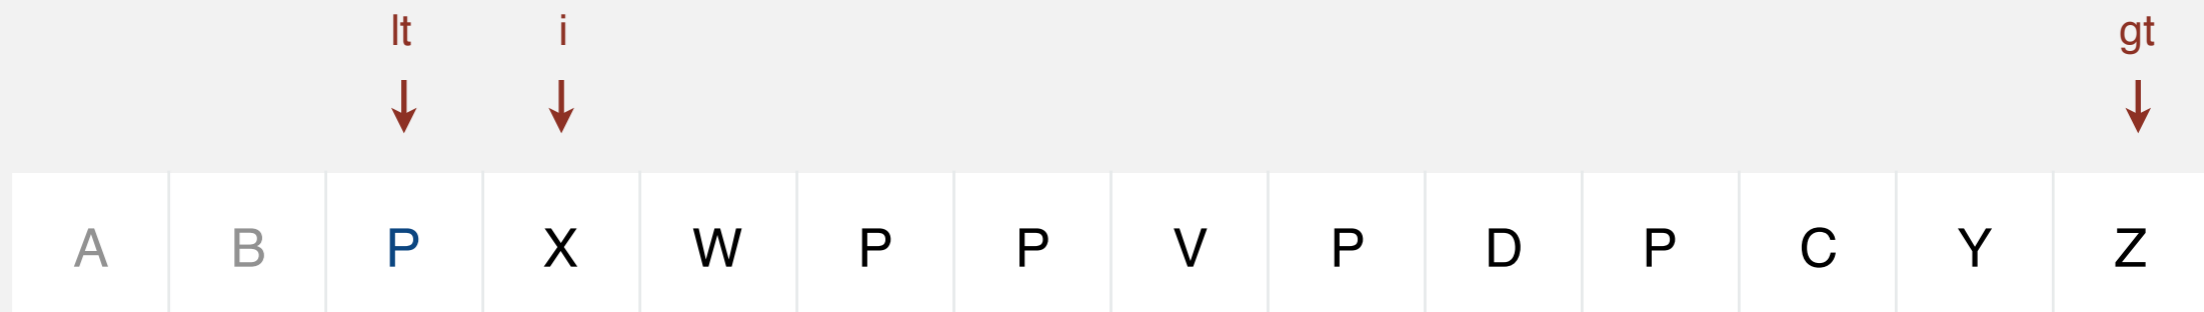 lt i gt
A B P X W P P V P D P C Y Z